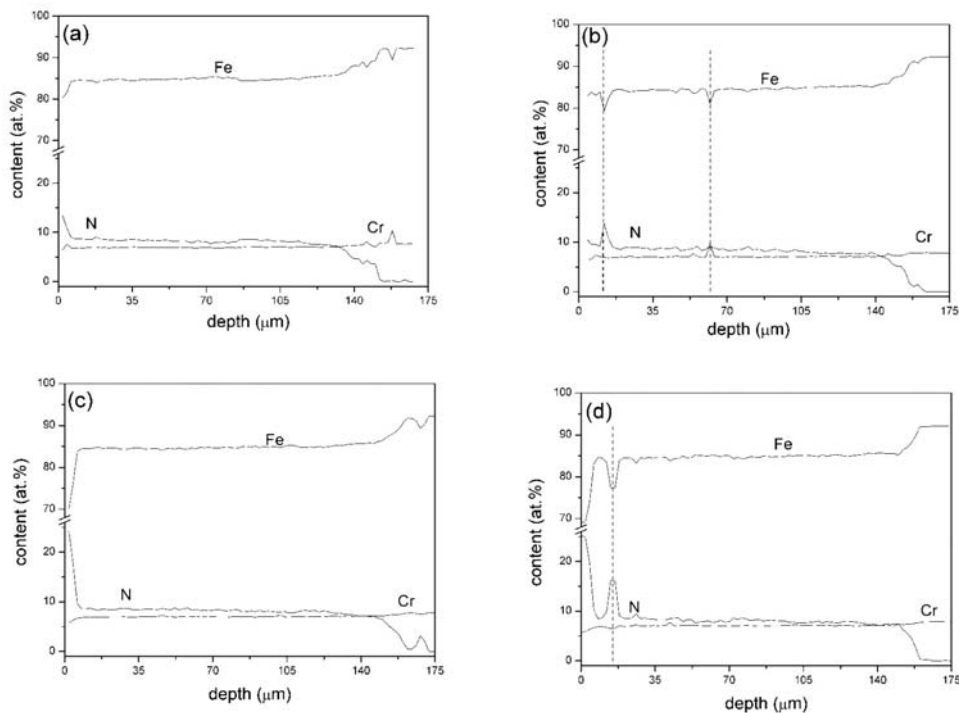 (a)
100
90
80
70
20
10
0
content (at.%)
Fe
N
Cr
0 35 70 105 140 175
depth (μm)
(b)
100
90
80
70
20
10
0
content (at.%)
Fe
N
Cr
0 35 70 105 140 175
depth (μm)
(c)
100
90
80
70
20
10
0
content (at.%)
Fe
N
Cr
0 35 70 105 140 175
depth (μm)
(d)
100
90
80
70
20
10
0
content (at.%)
Fe
N
Cr
0 35 70 105 140 175
depth (μm)